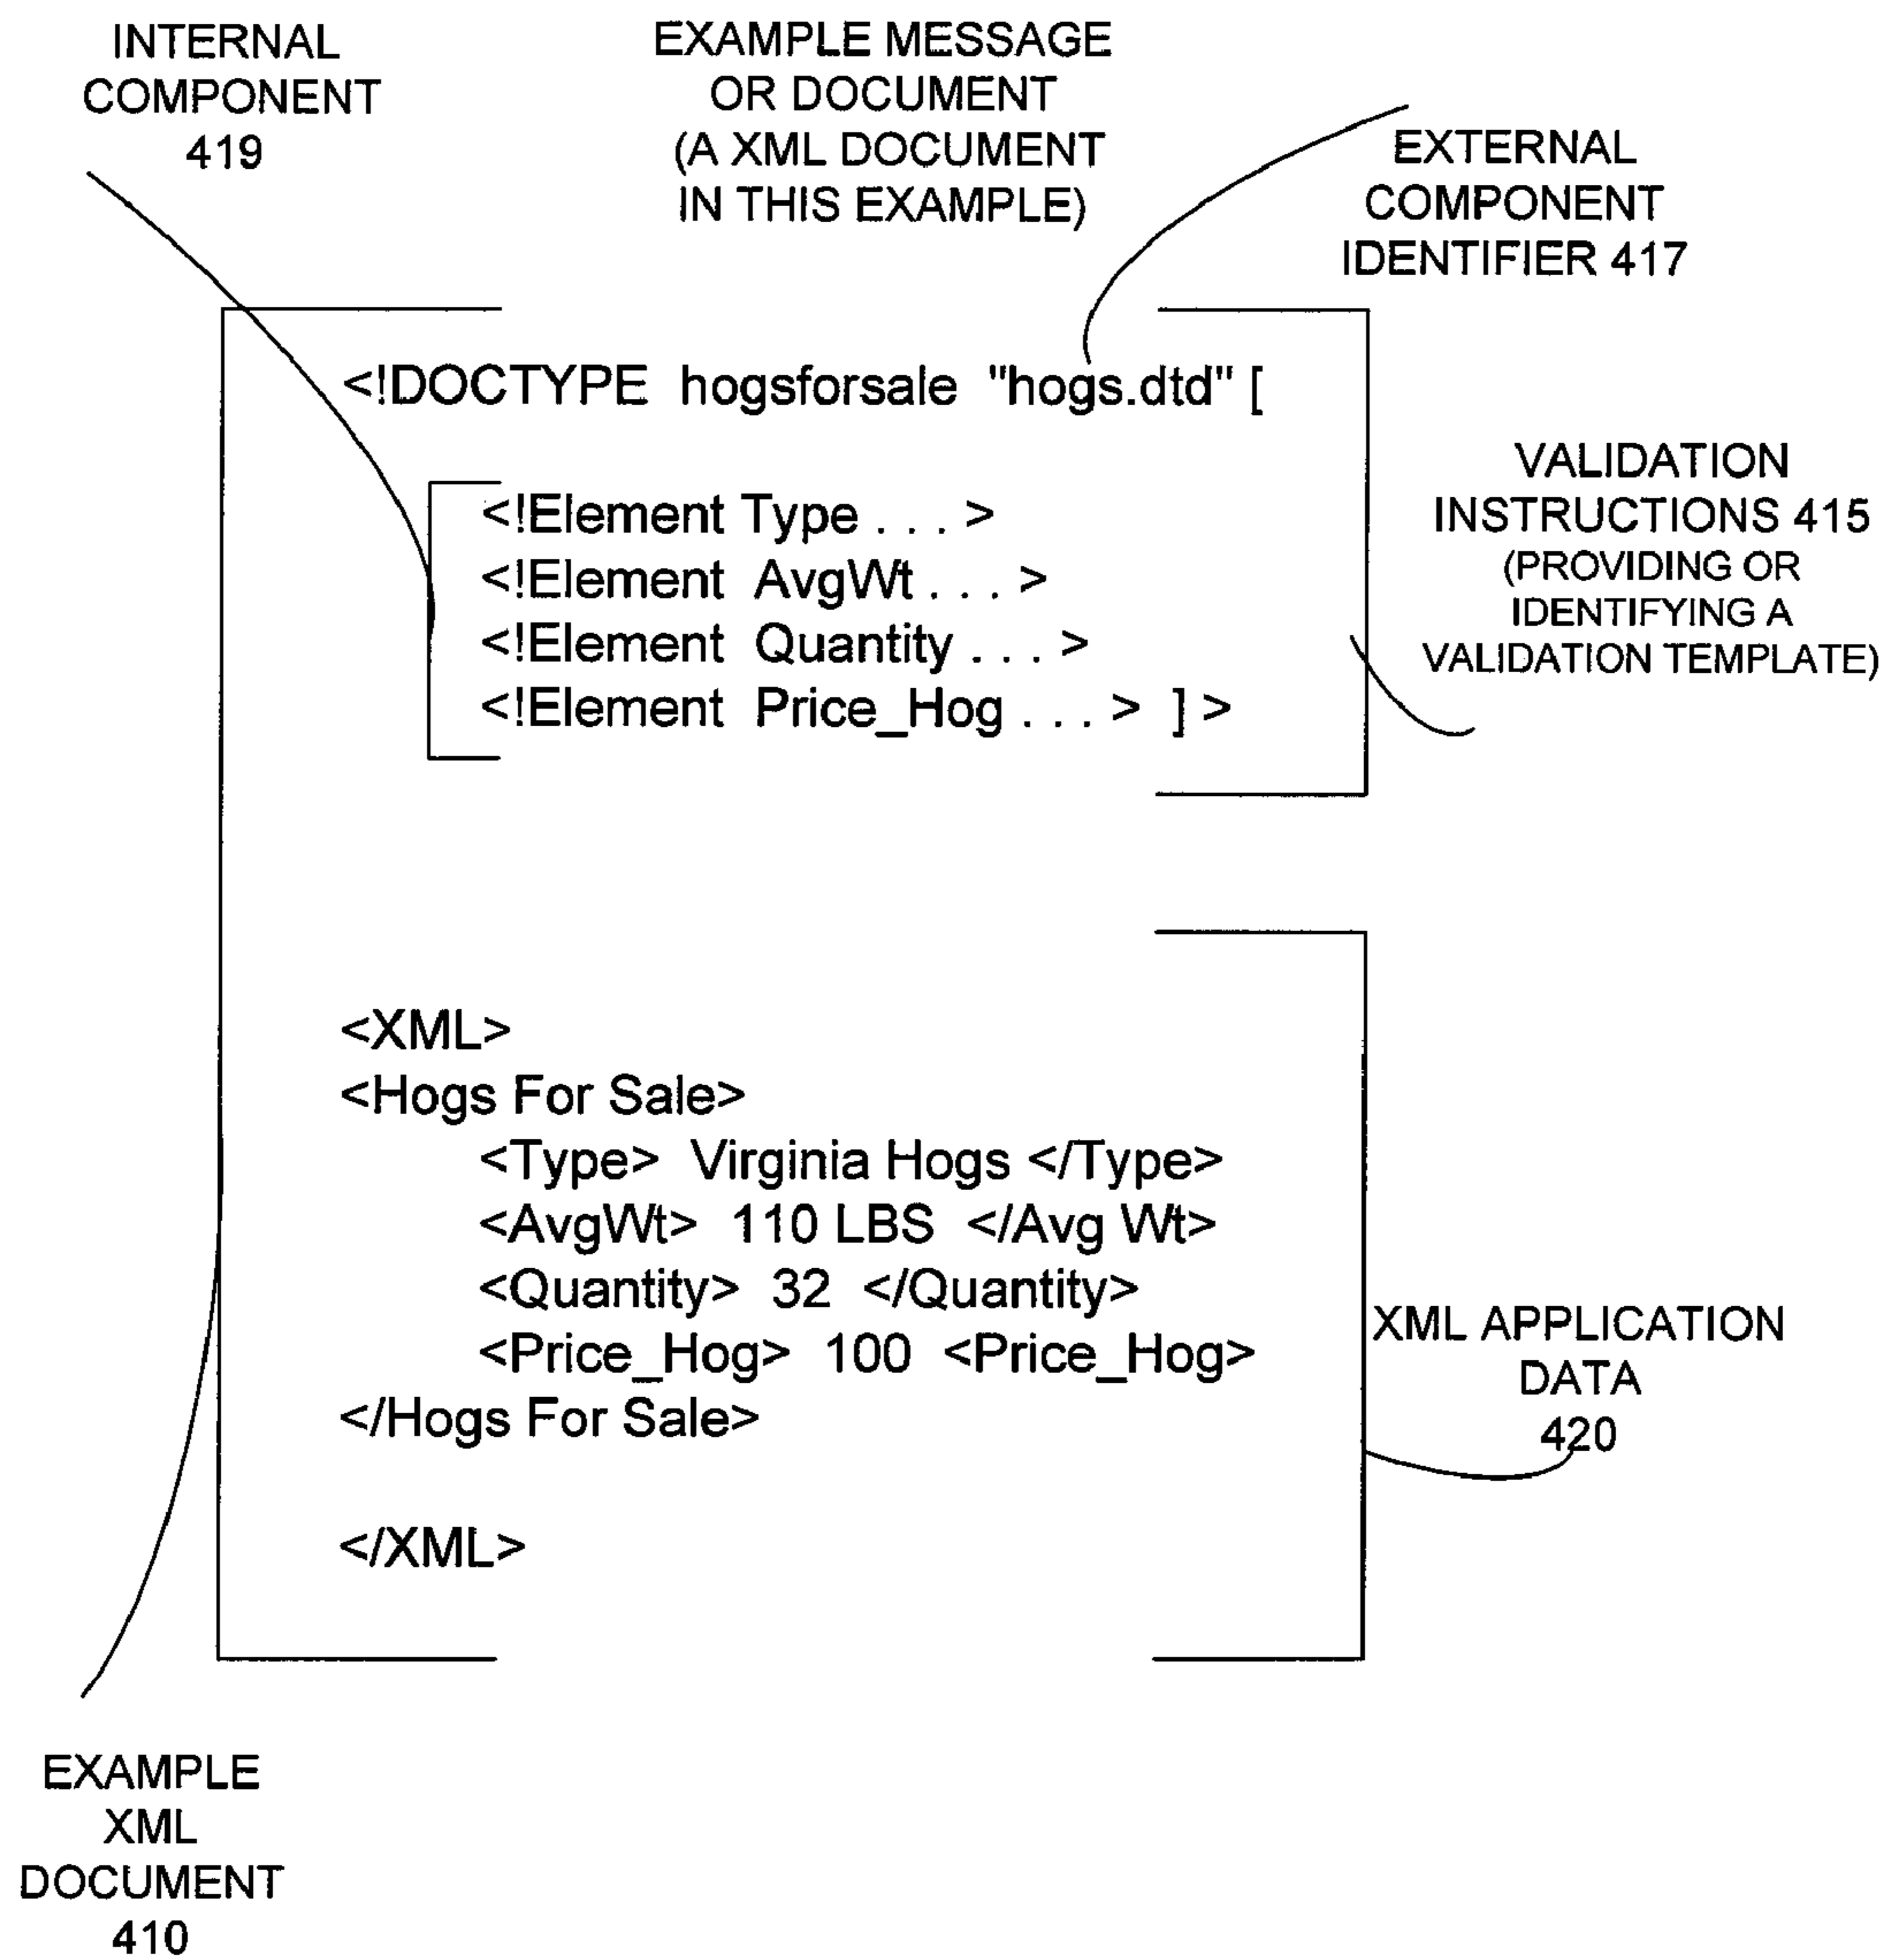 INTERNAL
COMPONENT
419
EXAMPLE MESSAGE
OR DOCUMENT
(A XML DOCUMENT
IN THIS EXAMPLE)
EXTERNAL
COMPONENT
IDENTIFIER 417
<!DOCTYPE hogsforsale "hogs.dtd" [
<!Element Type . . . >
<!Element AvgWt . . . >
<!Element Quantity . . . >
<!Element Price_Hog . . . > ] >
VALIDATION
INSTRUCTIONS 415
(PROVIDING OR
IDENTIFYING A
VALIDATION TEMPLATE)
<XML>
<Hogs For Sale>
<Type> Virginia Hogs </Type>
<AvgWt> 110 LBS </Avg Wt>
<Quantity> 32 </Quantity>
<Price_Hog> 100 <Price_Hog>
</Hogs For Sale>
</XML>
XML APPLICATION
DATA
420
EXAMPLE
XML
DOCUMENT
410